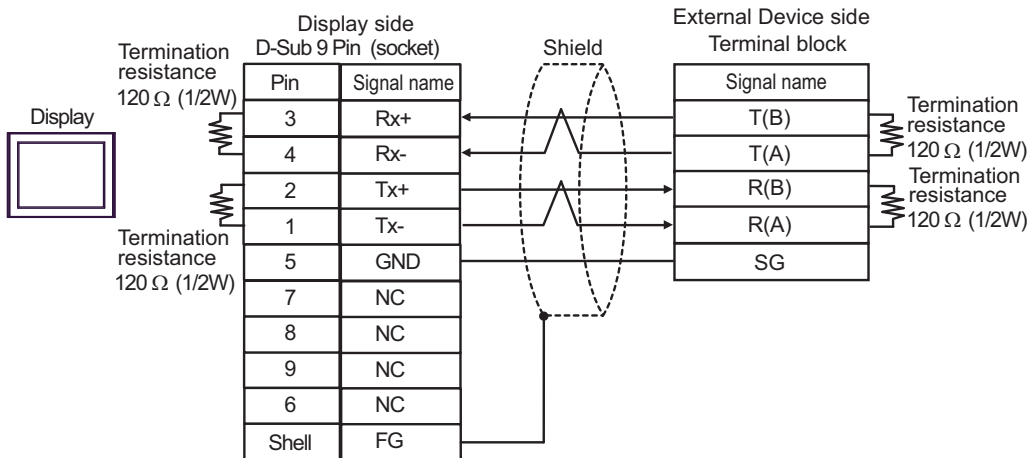 Display side
D-Sub 9 Pin (socket)
Shield
External Device side
Terminal block
Termination
resistance
120 Ω (1/2W)
Display
Pin Signal name
3 Rx+
4 Rx-
2 Tx+
1 Tx-
5 GND
7 NC
8 NC
9 NC
6 NC
Shell FG
Termination
resistance
120 Ω (1/2W)
Signal name
T(B)
T(A)
R(B)
R(A)
SG
Termination
resistance
120 Ω (1/2W)
Termination
resistance
120 Ω (1/2W)